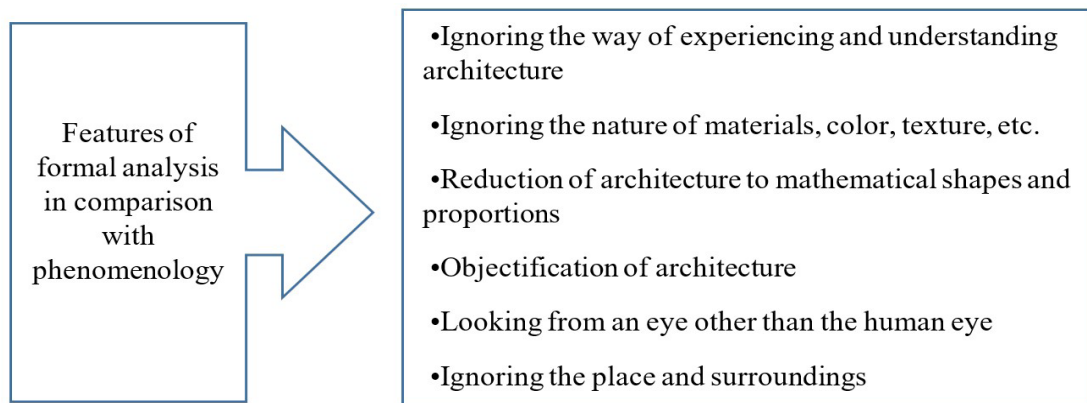 Features of
formal analysis
in comparison
with
phenomenology
•Ignoring the way of experiencing and understanding
architecture
•Ignoring the nature of materials, color, texture, etc.
•Reduction of architecture to mathematical shapes and
proportions
•Objectification of architecture
•Looking from an eye other than the human eye
•Ignoring the place and surroundings